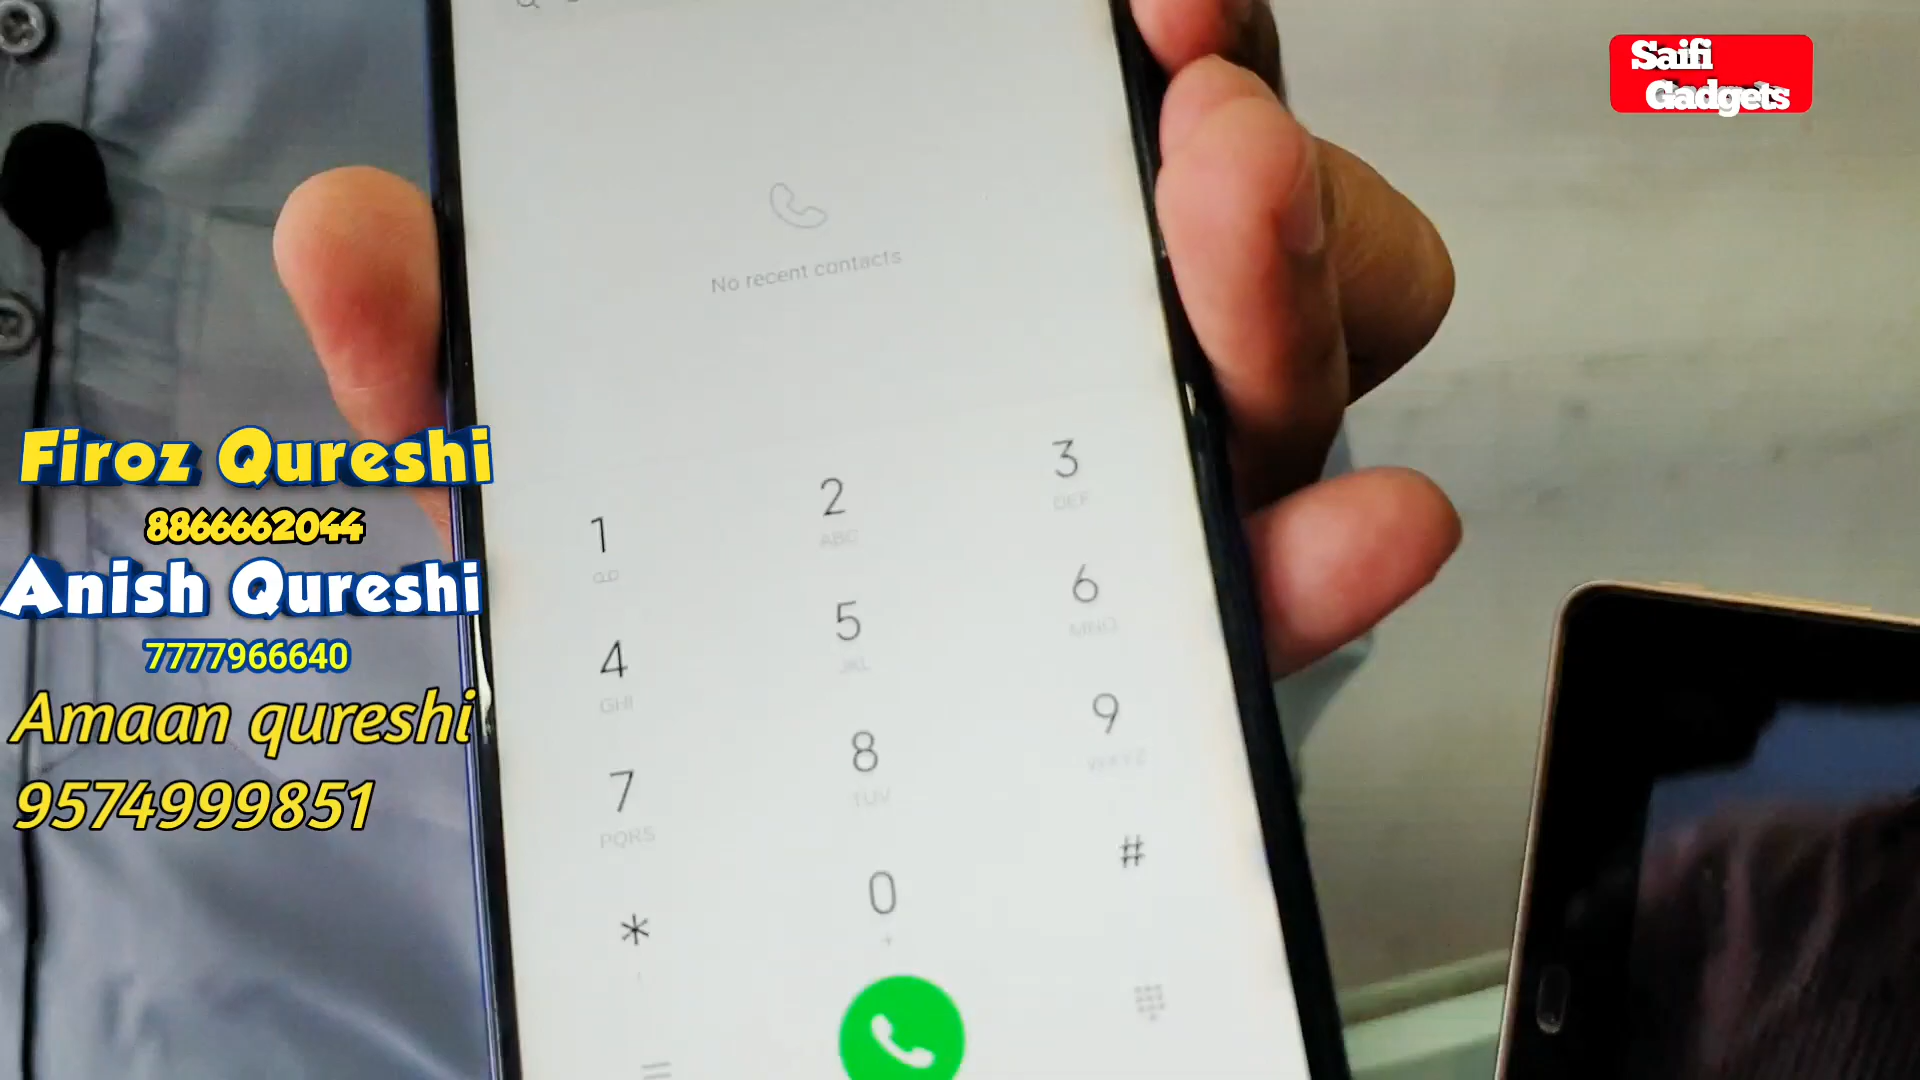 Saifi
Gadgets
No recent contacts
Firoz Qureshi
8866662044
Anish Qureshi
7777966640
Amaan qureshi
9574999851
1
2
ABC
3
DEF
4
GHI
5
JKL
6
MNO
7
PQRS
8
TUV
9
WXYZ
*
0
+
#